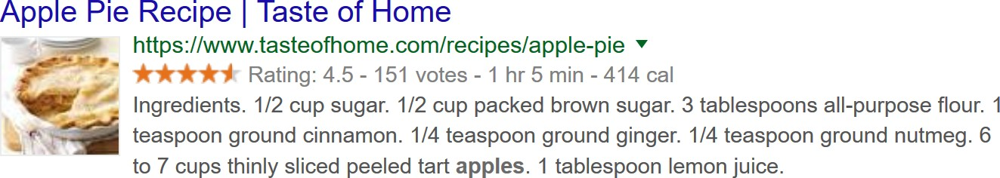 Apple Pie Recipe | Taste of Home
https://www.tasteofhome.com/recipes/apple-pie
Rating: 4.5 - 151 votes - 1 hr 5 min - 414 cal
Ingredients. 1/2 cup sugar. 1/2 cup packed brown sugar. 3 tablespoons all-purpose flour. 1
teaspoon ground cinnamon. 1/4 teaspoon ground ginger. 1/4 teaspoon ground nutmeg. 6
to 7 cups thinly sliced peeled tart apples. 1 tablespoon lemon juice.